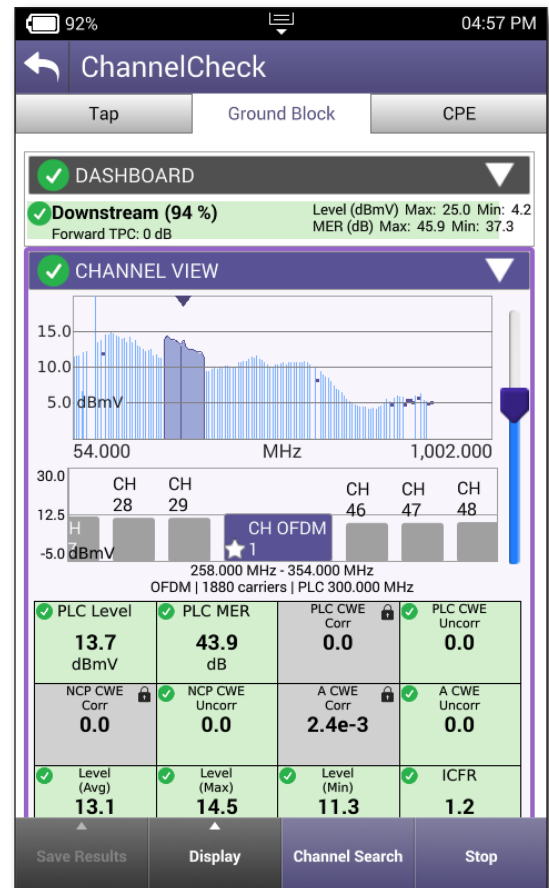 92%
04:57 PM
ChannelCheck
Tap
Ground Block
CPE
DASHBOARD
Downstream (94 %)
Level (dBmV) Max: 25.0 Min: 4.2
Forward TPC: 0 dB
MER (dB) Max: 45.9 Min: 37.3
CHANNEL VIEW
15.0
10.0
5.0 dBmV
54.000
MHz
1,002.000
30.0
12.5
-5.0 dBmV
H
7
CH
28
CH
29
CH OFDM
1
CH
46
CH
47
CH
48
258.000 MHz - 354.000 MHz
OFDM | 1880 carriers | PLC 300.000 MHz
PLC Level
13.7
dBmV
PLC MER
43.9
dB
PLC CWE
Corr
0.0
PLC CWE
Uncorr
0.0
NCP CWE
Corr
0.0
NCP CWE
Uncorr
0.0
A CWE
Corr
2.4e-3
A CWE
Uncorr
0.0
Level
(Avg)
13.1
Level
(Max)
14.5
Level
(Min)
11.3
ICFR
1.2
Save Results
Display
Channel Search
Stop